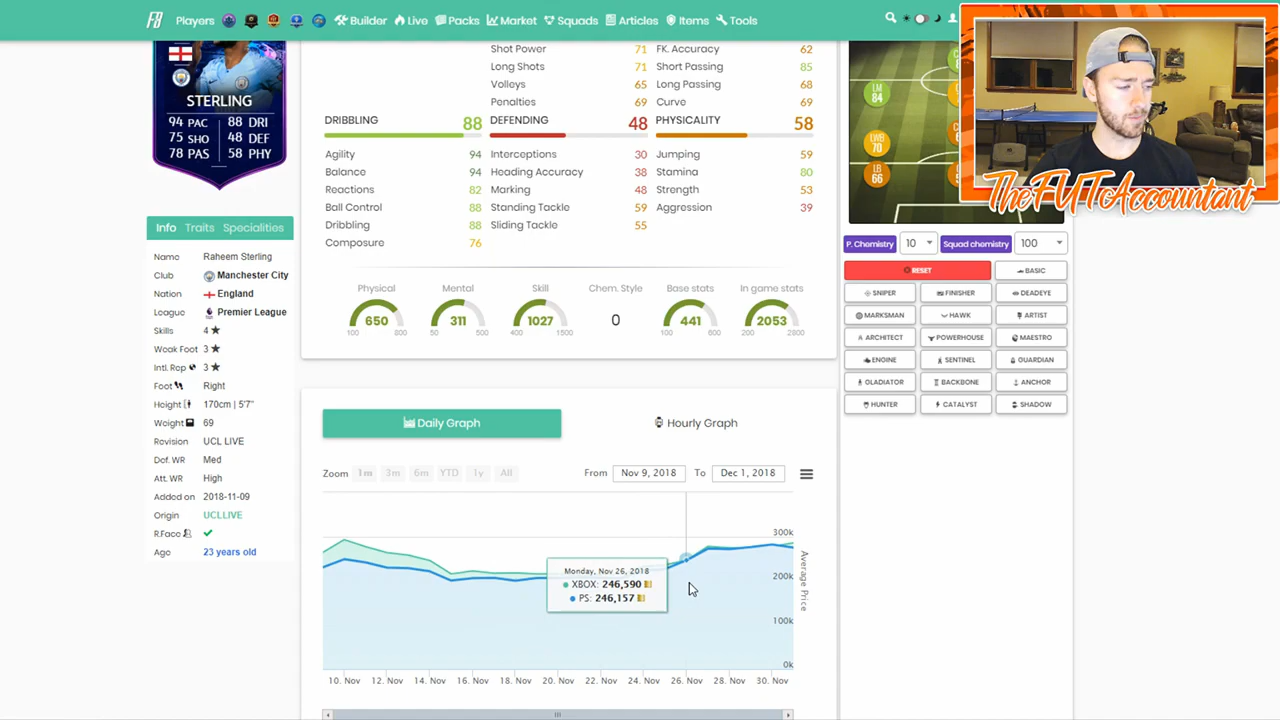 F8 Players Builder Live Packs Market Squads Articles Items Tools
STERLING
94 PAC 88 DRI
75 SHO 48 DEF
78 PAS 58 PHY
Shot Power 71
Long Shots 71
Volleys 65
Penalties 69
FK. Accuracy 62
Short Passing 85
Long Passing 68
Curve 69
DRIBBLING 88
Agility 94
Balance 94
Reactions 82
Ball Control 88
Dribbling 88
Composure 76
DEFENDING 48
Interceptions 30
Heading Accuracy 38
Marking 48
Standing Tackle 59
Sliding Tackle 55
PHYSICALITY 58
Jumping 59
Stamina 80
Strength 53
Aggression 39
Physical
650
100 800
Mental
311
50 500
Skill
1027
400 1500
Chem. Style
0
Base stats
441
100 600
In game stats
2053
200 2800
Info Traits Specialities
Name Raheem Sterling
Club Manchester City
Nation England
League Premier League
Skills 4★
Weak Foot 3★
Intl. Rep 3★
Foot Right
Height 170cm | 5'7"
Weight 69
Revision UCL LIVE
Def. WR Med
Att. WR High
Added on 2018-11-09
Origin UCLLIVE
R.Face
Age 23 years old
LM
84
LWB
70
LB
66
TheFUTAccountant
P. Chemistry 10 Squad chemistry 100
RESET BASIC
SNIPER FINISHER DEADEYE
MARKSMAN HAWK ARTIST
ARCHITECT POWERHOUSE MAESTRO
ENGINE SENTINEL GUARDIAN
GLADIATOR BACKBONE ANCHOR
HUNTER CATALYST SHADOW
Daily Graph Hourly Graph
Zoom 1m 3m 6m YTD 1y All From Nov 9, 2018 To Dec 1, 2018
300k
200k
100k
0k
Average Price
Monday, Nov 26, 2018
XBOX: 246,590
PS: 246,157
10. Nov 12. Nov 14. Nov 16. Nov 18. Nov 20. Nov 22. Nov 24. Nov 26. Nov 28. Nov 30. Nov